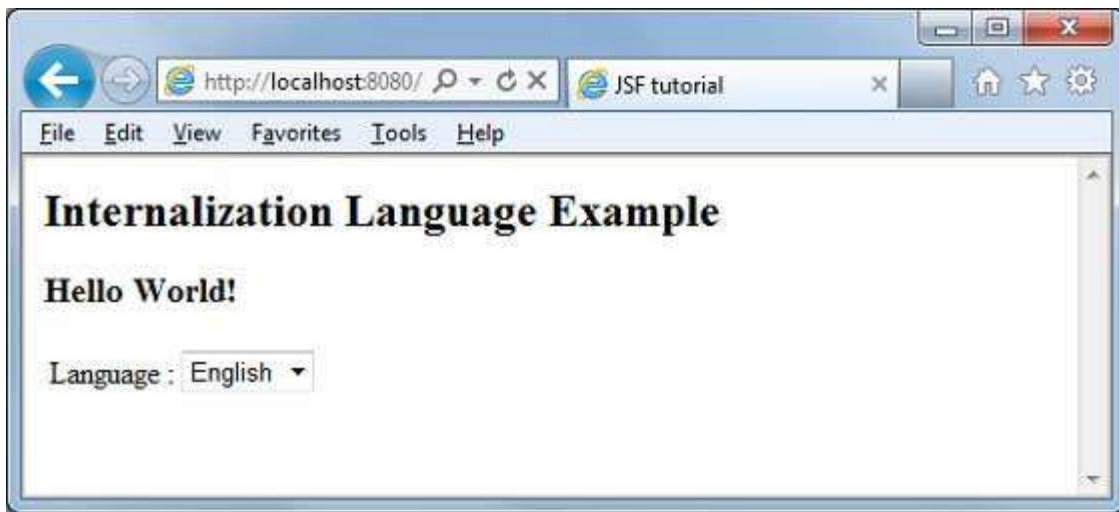 http://localhost:8080/
JSF tutorial
File Edit View Favorites Tools Help
Internalization Language Example
Hello World!
Language : English